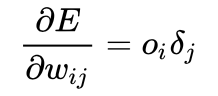 ∂E/∂w_{ij} = o_i δ_j